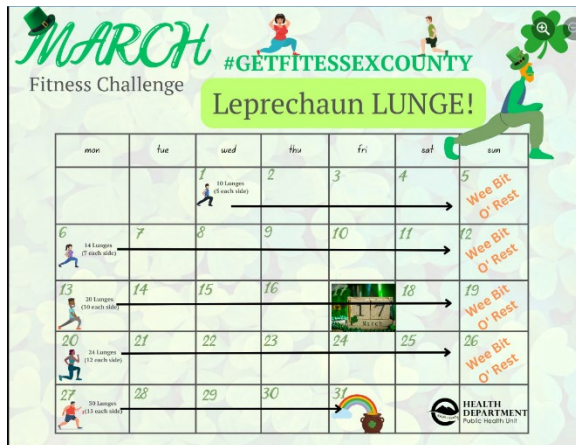 MARCH
#GETFITESSEXCOUNTY
Fitness Challenge
Leprechaun LUNGE!
mon tue wed thu fri sat sun
1 2 3 4 5
10 Lunges
(5 each side)
Wee Bit
O' Rest
6 7 8 9 10 11 12
14 Lunges
(7 each side)
Wee Bit
O' Rest
13 14 15 16 17 18 19
20 Lunges
(10 each side)
17
Wee Bit
O' Rest
20 21 22 23 24 25 26
24 Lunges
(12 each side)
Wee Bit
O' Rest
27 28 29 30 31
(15 each side)
HEALTH
DEPARTMENT
Public Health Unit